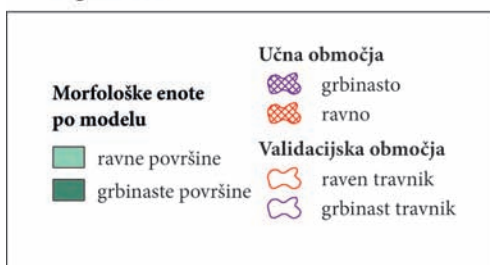 Morfološke enote
po modelu
ravne površine
grbinaste površine
Učna območja
grbinasto
ravno
Validacijska območja
raven travnik
grbinast travnik